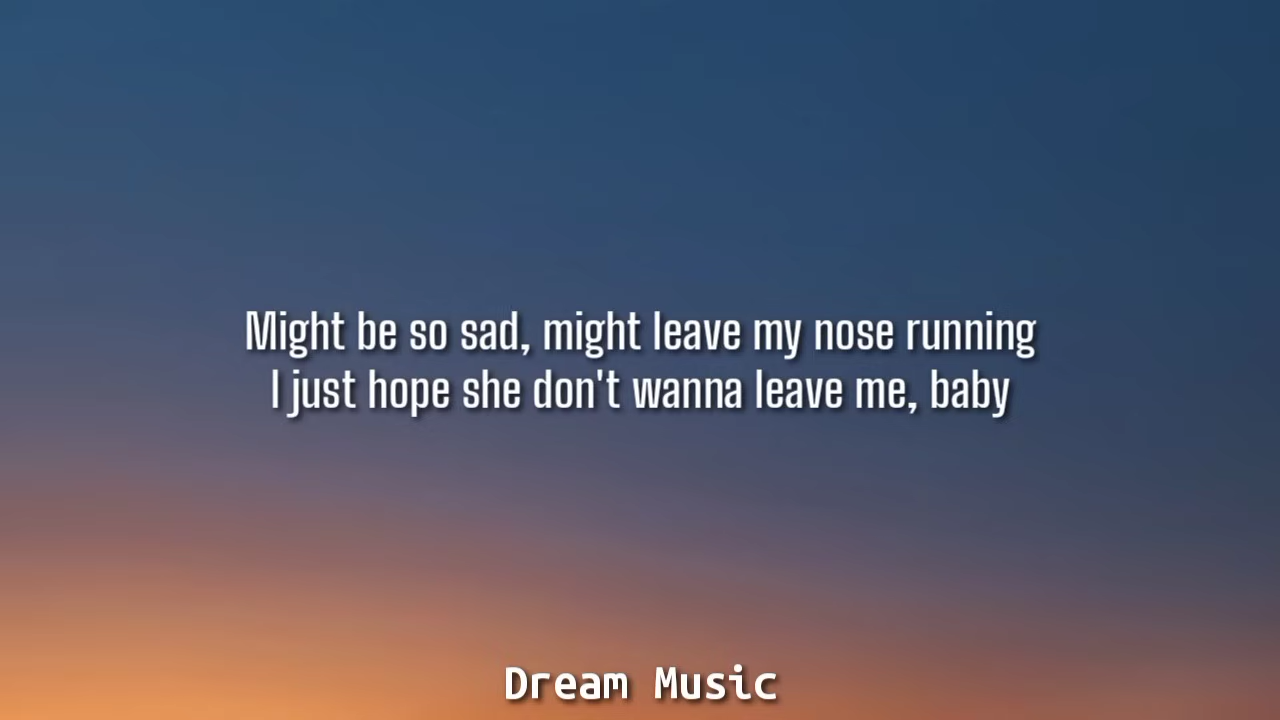 Might be so sad, might leave my nose running
I just hope she don't wanna leave me, baby
Dream Music